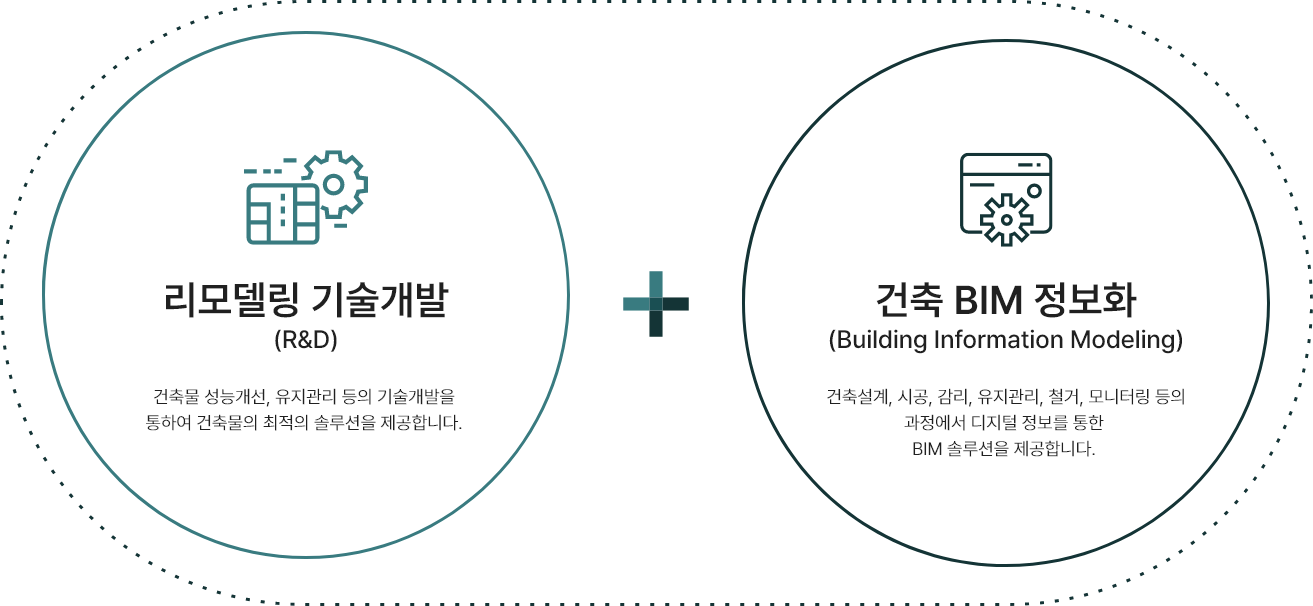 리모델링 기술개발
(R&D)
건축물 성능개선, 유지관리 등의 기술개발을
통하여 건축물의 최적의 솔루션을 제공합니다.
건축 BIM 정보화
(Building Information Modeling)
건축설계, 시공, 감리, 유지관리, 철거, 모니터링 등의
과정에서 디지털 정보를 통한
BIM 솔루션을 제공합니다.